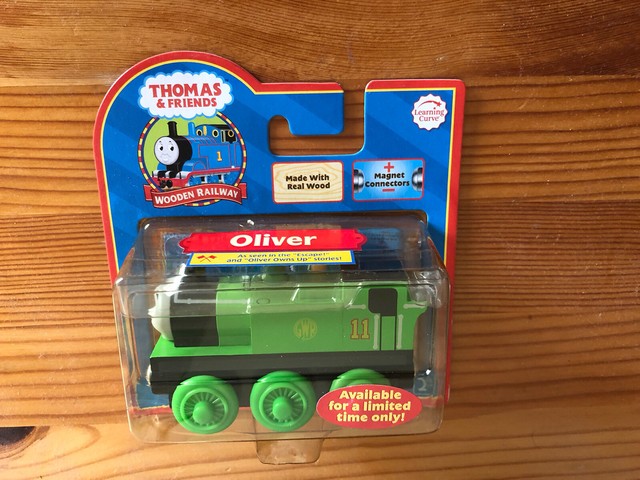 THOMAS
& FRIENDS
1
WOODEN RAILWAY
Learning
Curve
Made With
Real Wood
Magnet
Connectors
Oliver
As seen in the "Escape!"
and "Oliver Owns Up" stories!
GWR
11
Available
for a limited
time only!